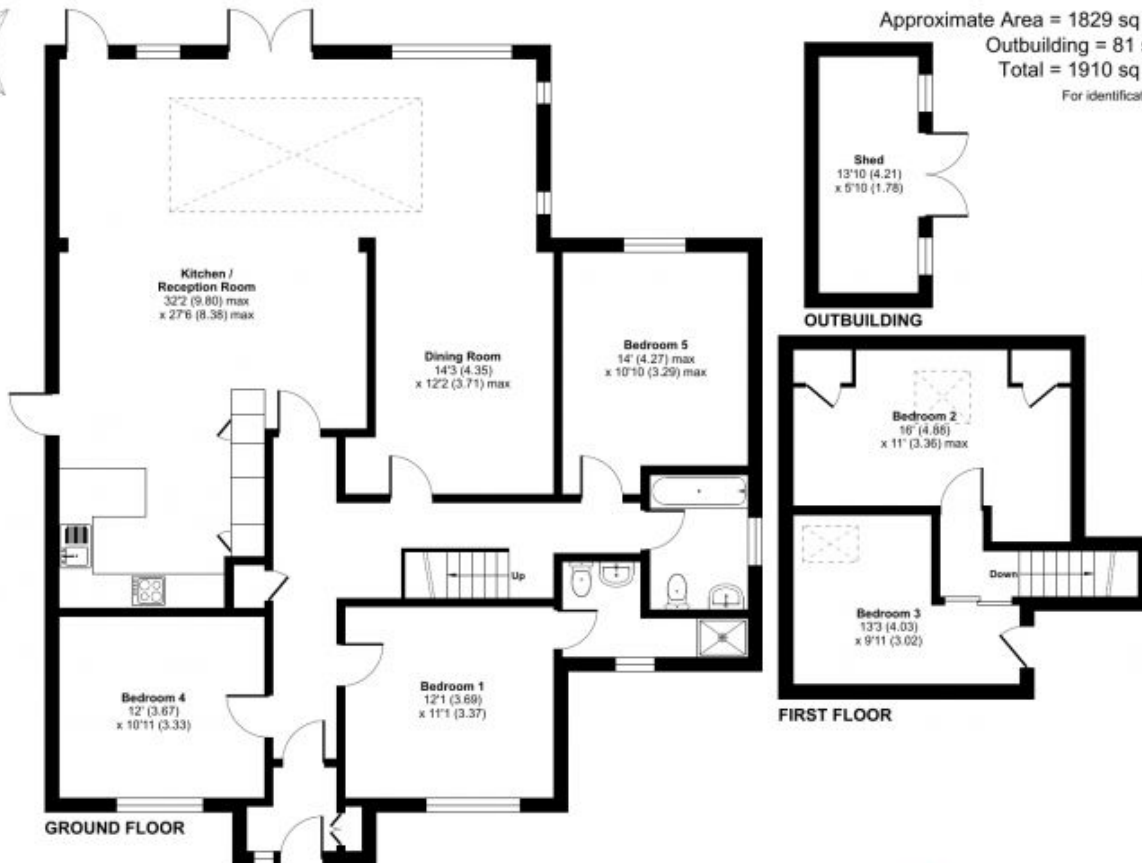 Approximate Area = 1829 sq
Outbuilding = 81 s
Total = 1910 sq
For identificat
Shed
13'10 (4.21)
x 5'10 (1.78)
OUTBUILDING
Kitchen /
Reception Room
32'2 (9.80) max
x 27'6 (8.38) max
Dining Room
14'3 (4.35)
x 12'2 (3.71) max
Bedroom 5
14' (4.27) max
x 10'10 (3.29) max
Up
Bedroom 4
12' (3.67)
x 10'11 (3.33)
Bedroom 1
12'1 (3.69)
x 11'1 (3.37)
GROUND FLOOR
Bedroom 2
16' (4.88)
x 11' (3.36) max
Down
Bedroom 3
13'3 (4.03)
x 9'11 (3.02)
FIRST FLOOR